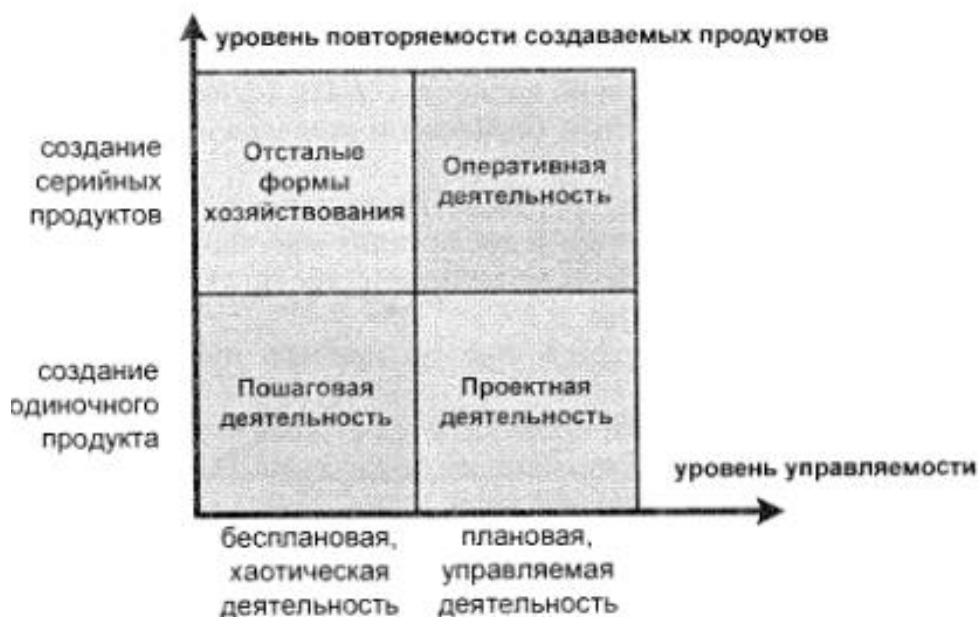 уровень повторяемости создаваемых продуктов
создание
серийных
продуктов
Отсталые
формы
хозяйствования
Оперативная
деятельность
создание
одиночного
продукта
Пошаговая
деятельность
Проектная
деятельность
уровень управляемости
бесплановая,
хаотическая
деятельность
плановая,
управляемая
деятельность